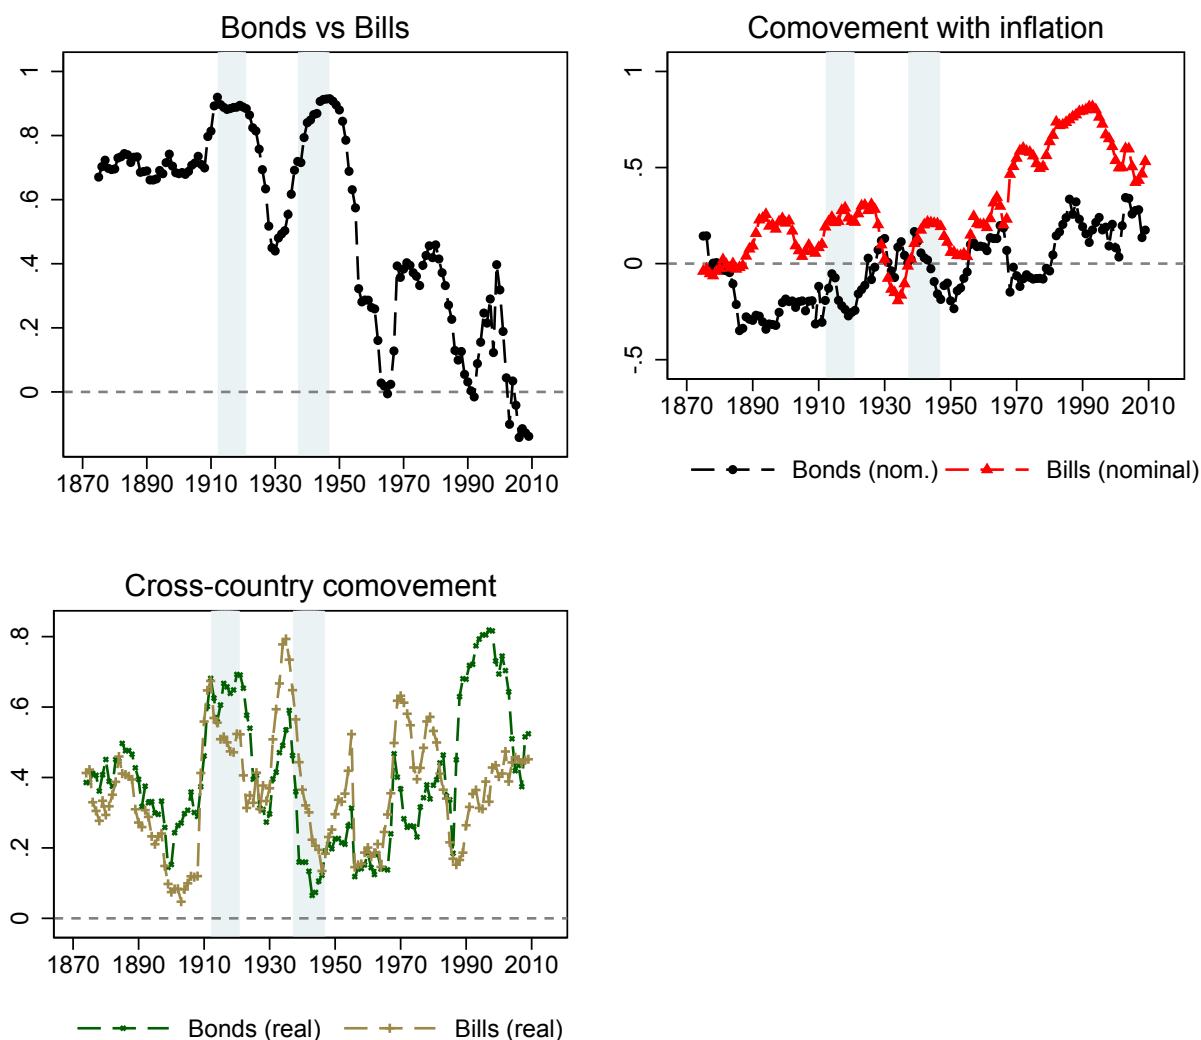 Bonds vs Bills
1
.8
.6
.4
.2
0
1870 1890 1910 1930 1950 1970 1990 2010
Comovement with inflation
1
.5
0
-.5
1870 1890 1910 1930 1950 1970 1990 2010
Bonds (nom.) Bills (nominal)
Cross-country comovement
.8
.6
.4
.2
0
1870 1890 1910 1930 1950 1970 1990 2010
Bonds (real) Bills (real)